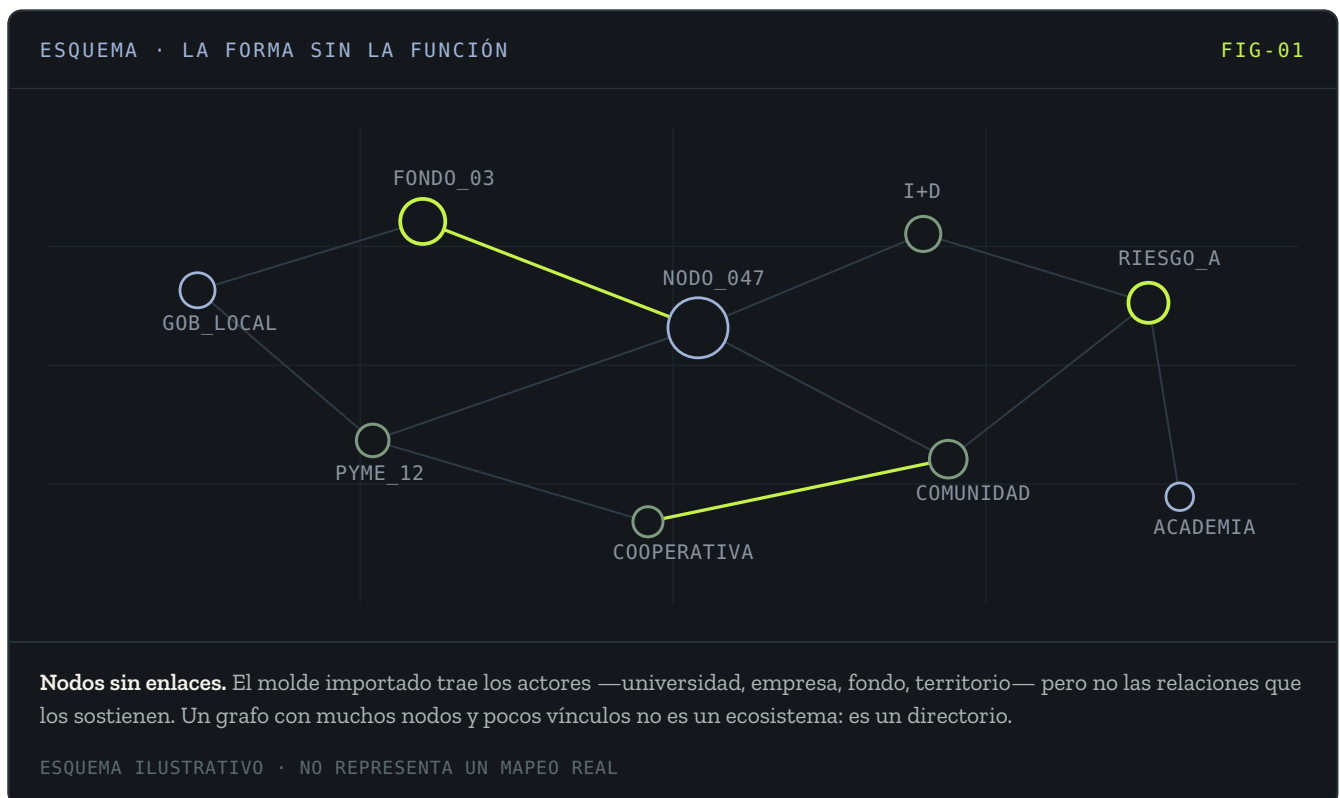 ESQUEMA · LA FORMA SIN LA FUNCIÓN
FIG-01
FONDO_03
I+D
RIESGO_A
NODO_047
GOB_LOCAL
PYME_12
COMUNIDAD
ACADEMIA
COOPERATIVA
Nodos sin enlaces. El molde importado trae los actores —universidad, empresa, fondo, territorio— pero no las relaciones que
los sostienen. Un grafo con muchos nodos y pocos vínculos no es un ecosistema: es un directorio.
ESQUEMA ILUSTRATIVO · NO REPRESENTA UN MAPEO REAL